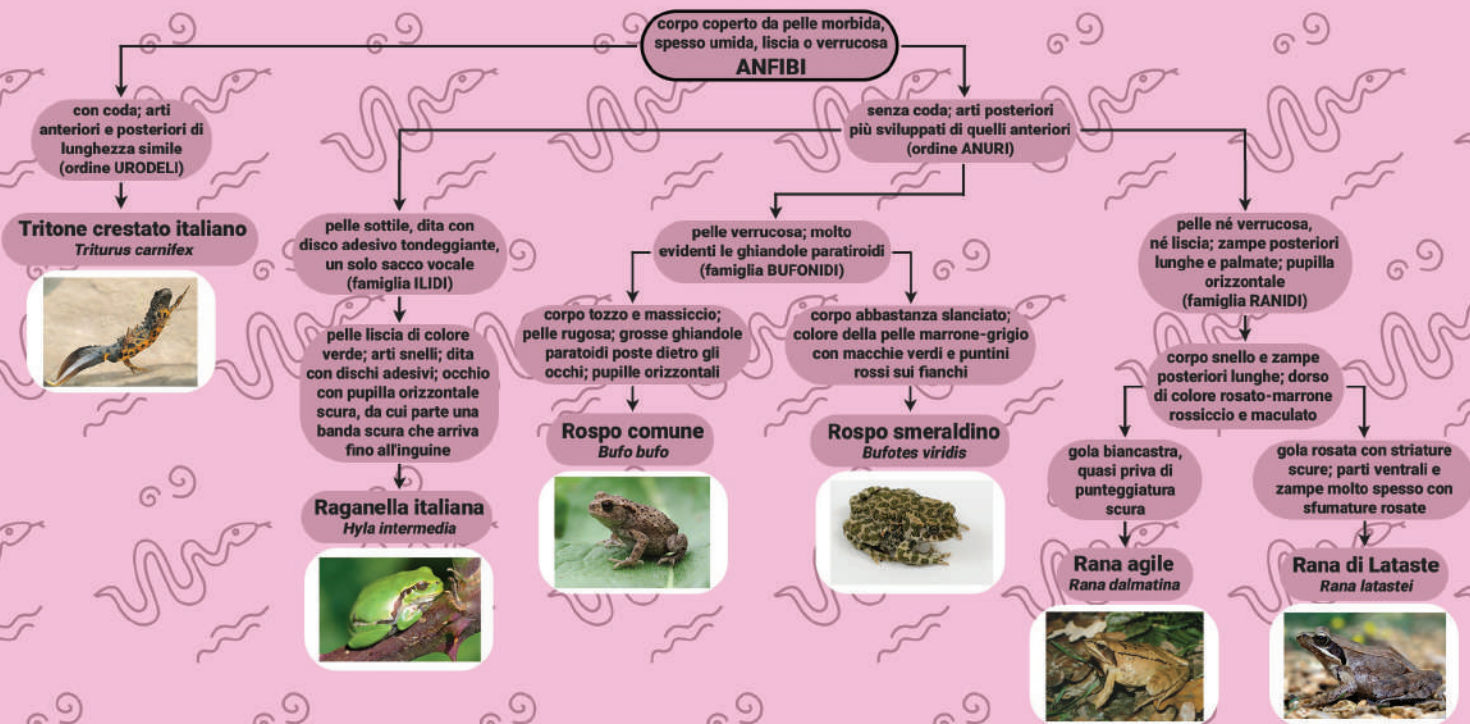 corpo coperto da pelle morbida,
spesso umida, liscia o verrucosa
ANFIBI
con coda; arti
anteriori e posteriori di
lunghezza simile
(ordine URODELI)
senza coda; arti posteriori
più sviluppati di quelli anteriori
(ordine ANURI)
Tritone crestato italiano
Triturus carnifex
pelle sottile, dita con
disco adesivo tondeggiante,
un solo sacco vocale
(famiglia ILIDI)
pelle verrucosa; molto
evidenti le ghiandole paratiroidi
(famiglia BUFONIDI)
pelle né verrucosa,
né liscia; zampe posteriori
lunghe e palmate; pupilla
orizzontale
(famiglia RANIDI)
pelle liscia di colore
verde; arti snelli; dita
con dischi adesivi; occhio
con pupilla orizzontale
scura, da cui parte una
banda scura che arriva
fino all'inguine
corpo tozzo e massiccio;
pelle rugosa; grosse ghiandole
paratoidi poste dietro gli
occhi; pupille orizzontali
corpo abbastanza slanciato;
colore della pelle marrone-grigio
con macchie verdi e puntini
rossi sui fianchi
corpo snello e zampe
posteriori lunghe; dorso
di colore rosato-marrone
rossiccio e maculato
Raganella italiana
Hyla intermedia
Rospo comune
Bufo bufo
Rospo smeraldino
Bufotes viridis
gola biancastra,
quasi priva di
punteggiatura
scura
gola rosata con striature
scure; parti ventrali e
zampe molto spesso con
sfumature rosate
Rana agile
Rana dalmatina
Rana di Lataste
Rana latastei